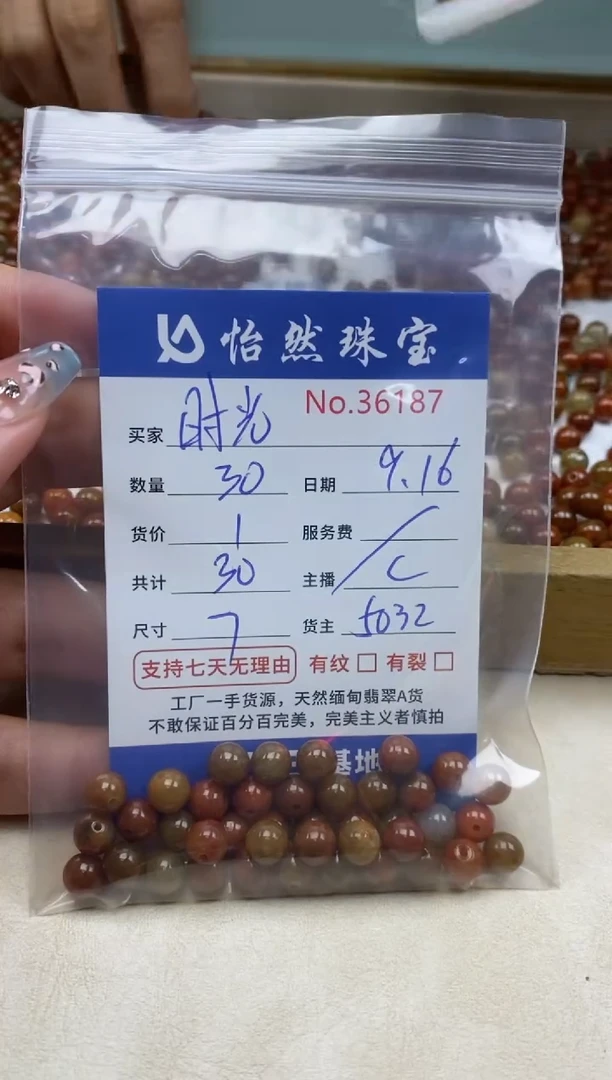 怡然珠宝
No.36187
买家 时光
数量 30 日期 9.16
货价 1 服务费 /
共计 30 主播 C
尺寸 7 货主 5032
支持七天无理由 有纹 □ 有裂 □
工厂一手货源，天然缅甸翡翠A货
不敢保证百分百完美，完美主义者慎拍
基地